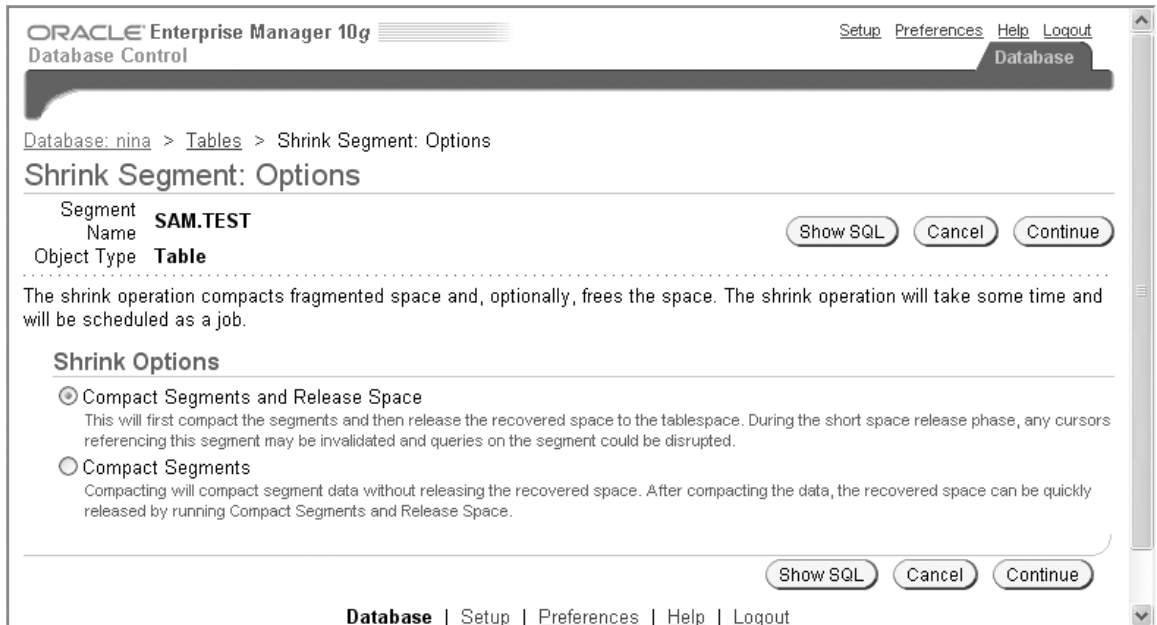 ORACLE Enterprise Manager 10g
Setup Preferences Help Logout
Database Control
Database
Database: nina > Tables > Shrink Segment: Options
Shrink Segment: Options
Segment Name SAM.TEST
Object Type Table
Show SQL Cancel Continue
The shrink operation compacts fragmented space and, optionally, frees the space. The shrink operation will take some time and
will be scheduled as a job.
Shrink Options
Compact Segments and Release Space
This will first compact the segments and then release the recovered space to the tablespace. During the short space release phase, any cursors
referencing this segment may be invalidated and queries on the segment could be disrupted.
Compact Segments
Compacting will compact segment data without releasing the recovered space. After compacting the data, the recovered space can be quickly
released by running Compact Segments and Release Space.
Show SQL Cancel Continue
Database | Setup | Preferences | Help | Logout